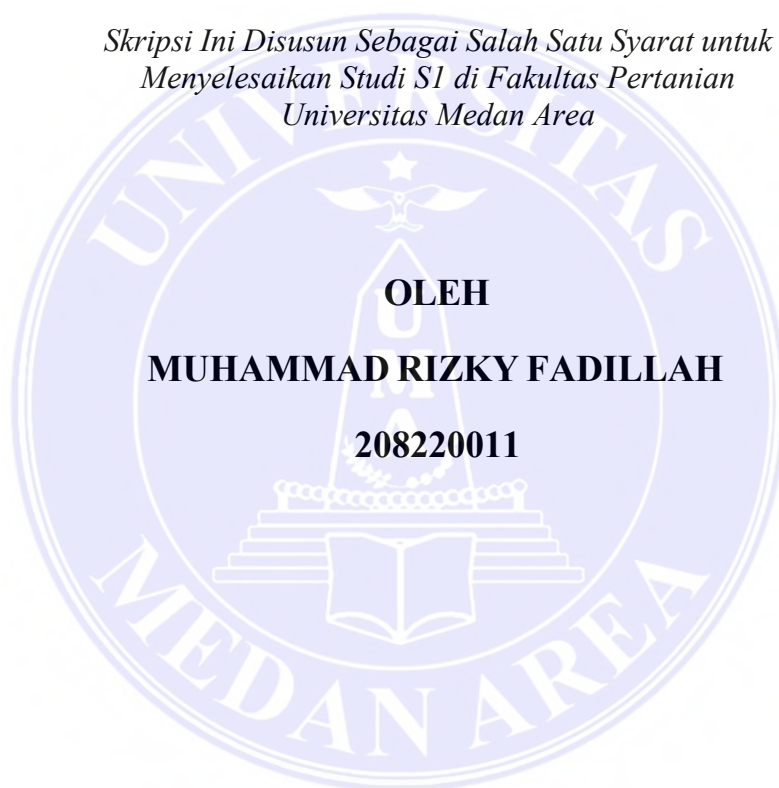 Skripsi Ini Disusun Sebagai Salah Satu Syarat untuk
Menyelesaikan Studi S1 di Fakultas Pertanian
Universitas Medan Area
UNIVERSITAS
OLEH
UMA
MUHAMMAD RIZKY FADILLAH
208220011
MEDAN AREA